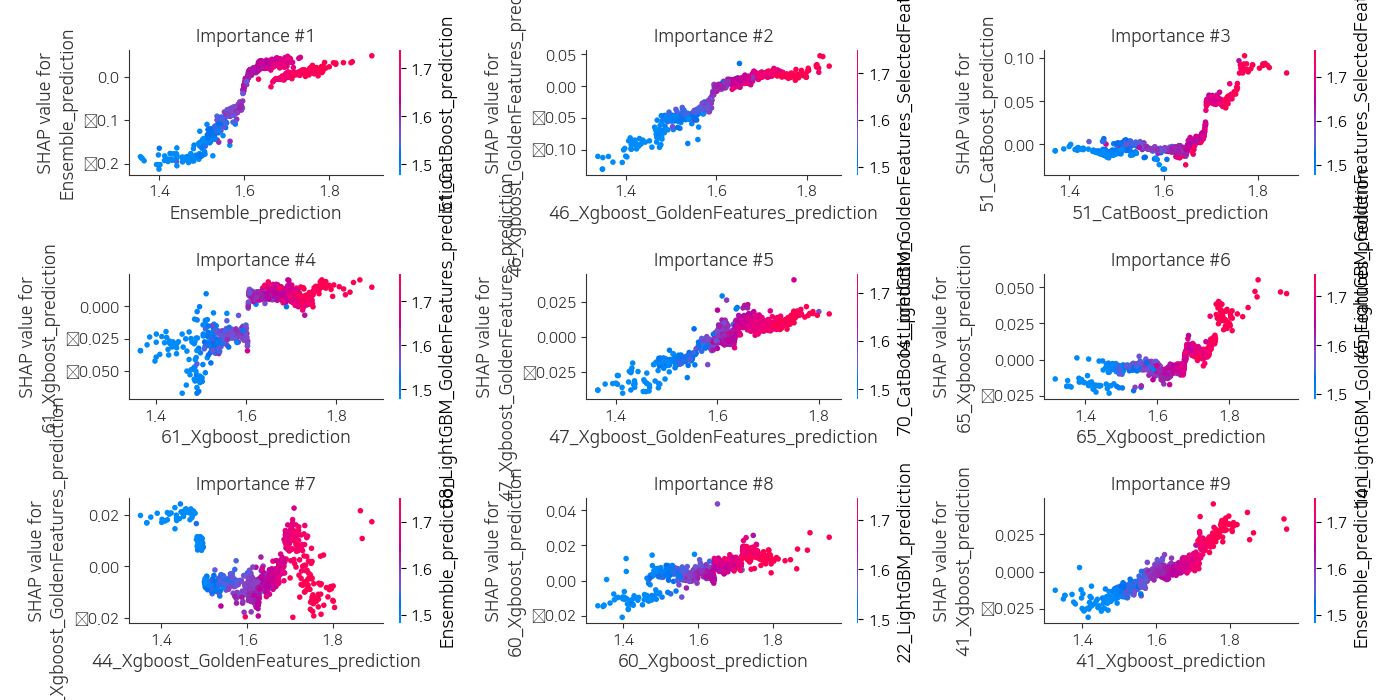 Importance #1
SHAP value for
Ensemble_prediction
0.0
0.1
0.2
1.4
1.6
1.8
Ensemble_prediction
1.7
1.6
1.5
51_CatBoost_prediction
Importance #2
SHAP value for
0.05
0.00
0.05
0.10
1.4
1.6
1.8
46_Xgboost_GoldenFeatures_prediction
1.7
1.6
1.5
Importance #3
SHAP value for
51_CatBoost_prediction
0.10
0.05
0.00
1.4
1.6
1.8
51_CatBoost_prediction
1.7
1.6
1.5
Importance #4
SHAP value for
61_Xgboost_prediction
0.000
0.025
0.050
1.4
1.6
1.8
61_Xgboost_prediction
1.7
1.6
1.5
68_LightGBM_GoldenFeatures_prediction
Importance #5
SHAP value for
47_Xgboost_GoldenFeatures_prediction
0.025
0.000
0.025
1.4
1.6
1.8
47_Xgboost_GoldenFeatures_prediction
1.7
1.6
1.5
Importance #6
SHAP value for
65_Xgboost_prediction
0.050
0.025
0.000
0.025
1.4
1.6
1.8
65_Xgboost_prediction
1.7
1.6
1.5
Importance #7
SHAP value for
_Xgboost_GoldenFeatures_prediction
0.02
0.00
0.02
1.4
1.6
1.8
44_Xgboost_GoldenFeatures_prediction
1.7
1.6
1.5
Ensemble_prediction
Importance #8
SHAP value for
60_Xgboost_prediction
0.04
0.02
0.00
0.02
1.4
1.6
1.8
60_Xgboost_prediction
1.7
1.6
1.5
22_LightGBM_prediction
Importance #9
SHAP value for
41_Xgboost_prediction
0.025
0.000
0.025
1.4
1.6
1.8
41_Xgboost_prediction
1.7
1.6
1.5
Ensemble_prediction